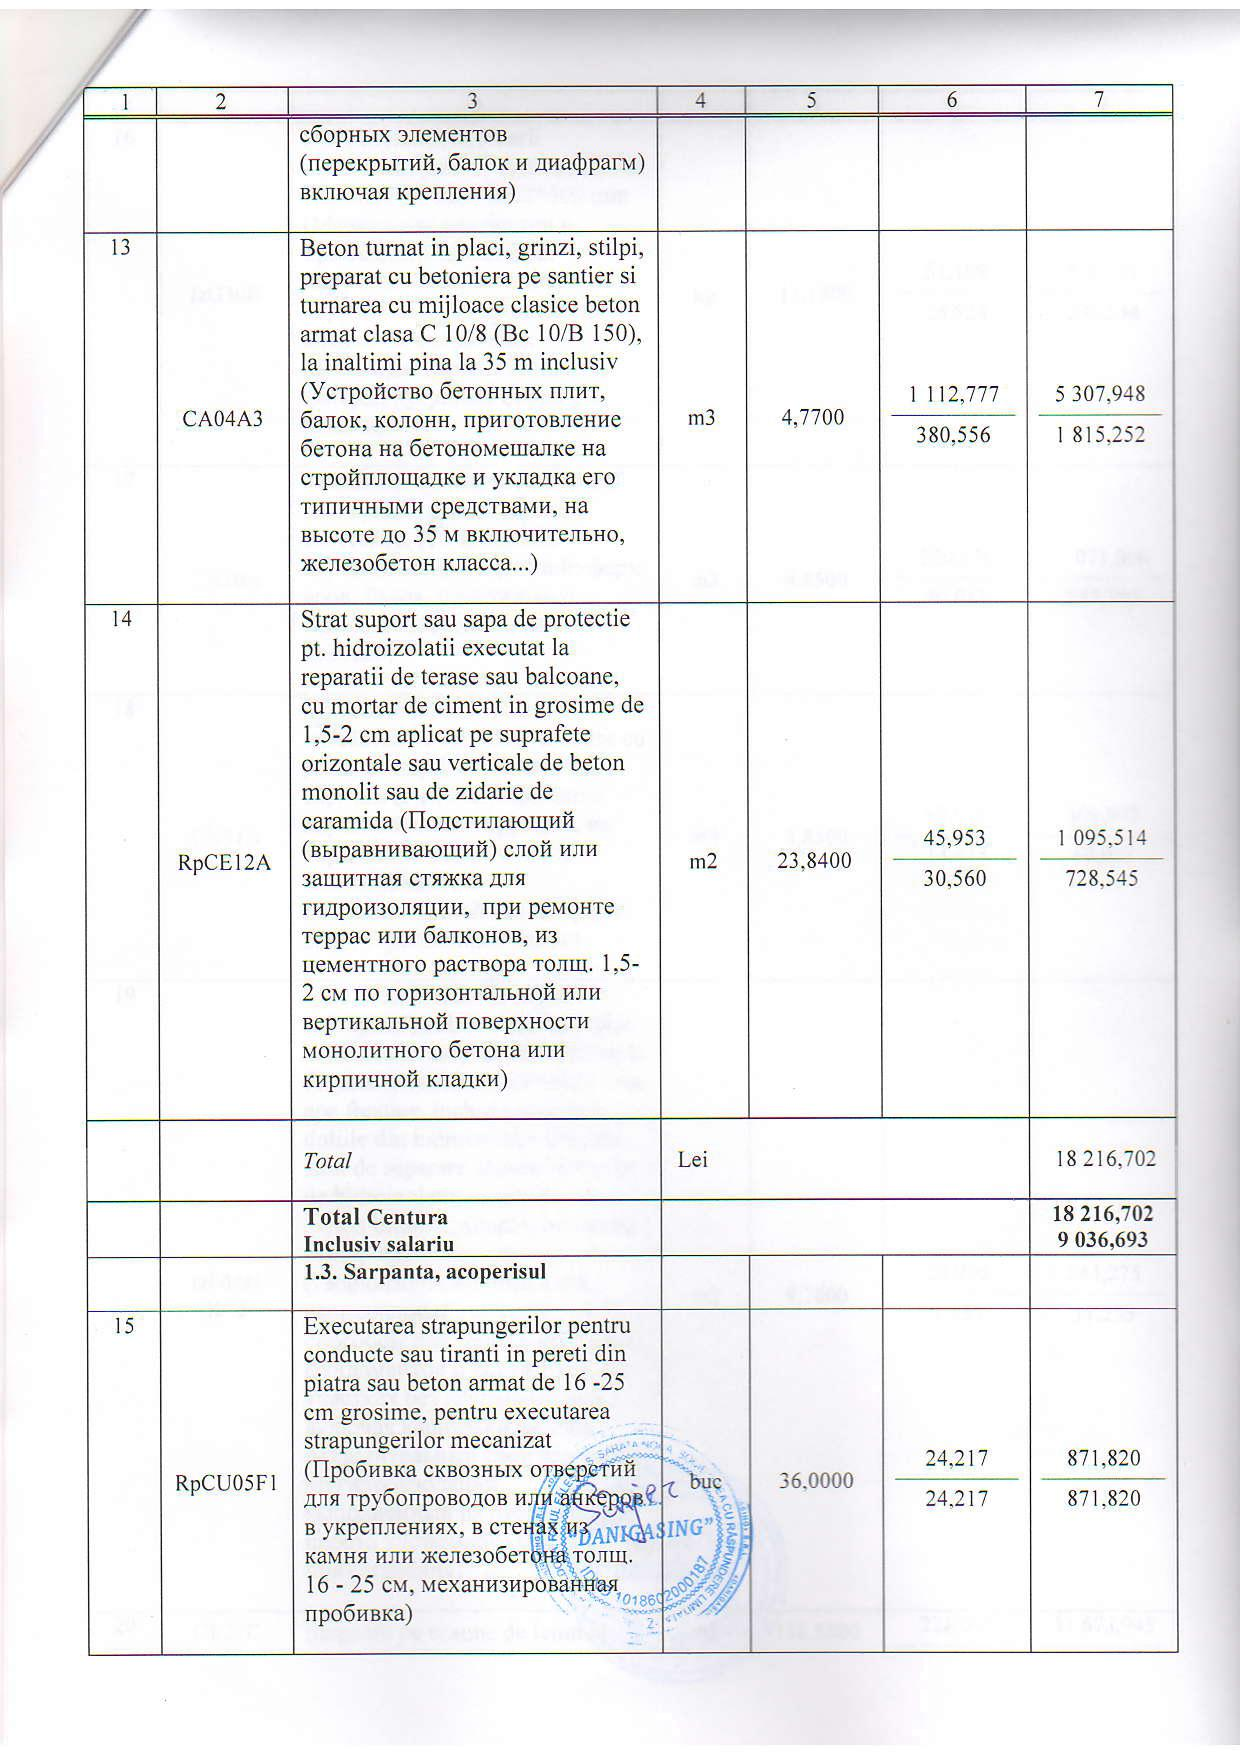 1 2 3 4 5 6 7
сборных элементов
(перекрытий, балок и диафрагм)
включая крепления)
13
Beton turnat in placi, grinzi, stilpi,
preparat cu betoniera pe santier si
turnarea cu mijloace clasice beton
armat clasa C 10/8 (Bc 10/B 150),
la inaltimi pina la 35 m inclusiv
(Устройство бетонных плит,
балок, колонн, приготовление
бетона на бетономешалке на
стройплощадке и укладка его
типичными средствами, на
высоте до 35 м включительно,
железобетон класса...)
CA04A3
m3
4,7700
1 112,777
380,556
5 307,948
1 815,252
14
Strat suport sau sapa de protectie
pt. hidroizolatii executat la
reparatii de terase sau balcoane,
cu mortar de ciment in grosime de
1,5-2 cm aplicat pe suprafete
orizontale sau verticale de beton
monolit sau de zidarie de
caramida (Подстилающий
(выравнивающий) слой или
защитная стяжка для
гидроизоляции, при ремонте
террас или балконов, из
цементного раствора толщ. 1,5-
2 см по горизонтальной или
вертикальной поверхности
монолитного бетона или
кирпичной кладки)
RpCE12A
m2
23,8400
45,953
30,560
1 095,514
728,545
Total Lei 18 216,702
Total Centura 18 216,702
Inclusiv salariu 9 036,693
1.3. Sarpanta, acoperisul
15
Executarea strapungerilor pentru
conducte sau tiranti in pereti din
piatra sau beton armat de 16 -25
cm grosime, pentru executarea
strapungerilor mecanizat
(Пробивка сквозных отверстий
для трубопроводов или анкеров
в укреплениях, в стенах из
камня или железобетона толщ.
16 - 25 см, механизированная
пробивка)
RpCU05F1
buc
36,0000
24,217
24,217
871,820
871,820
"DANIGASING"
1018602000187